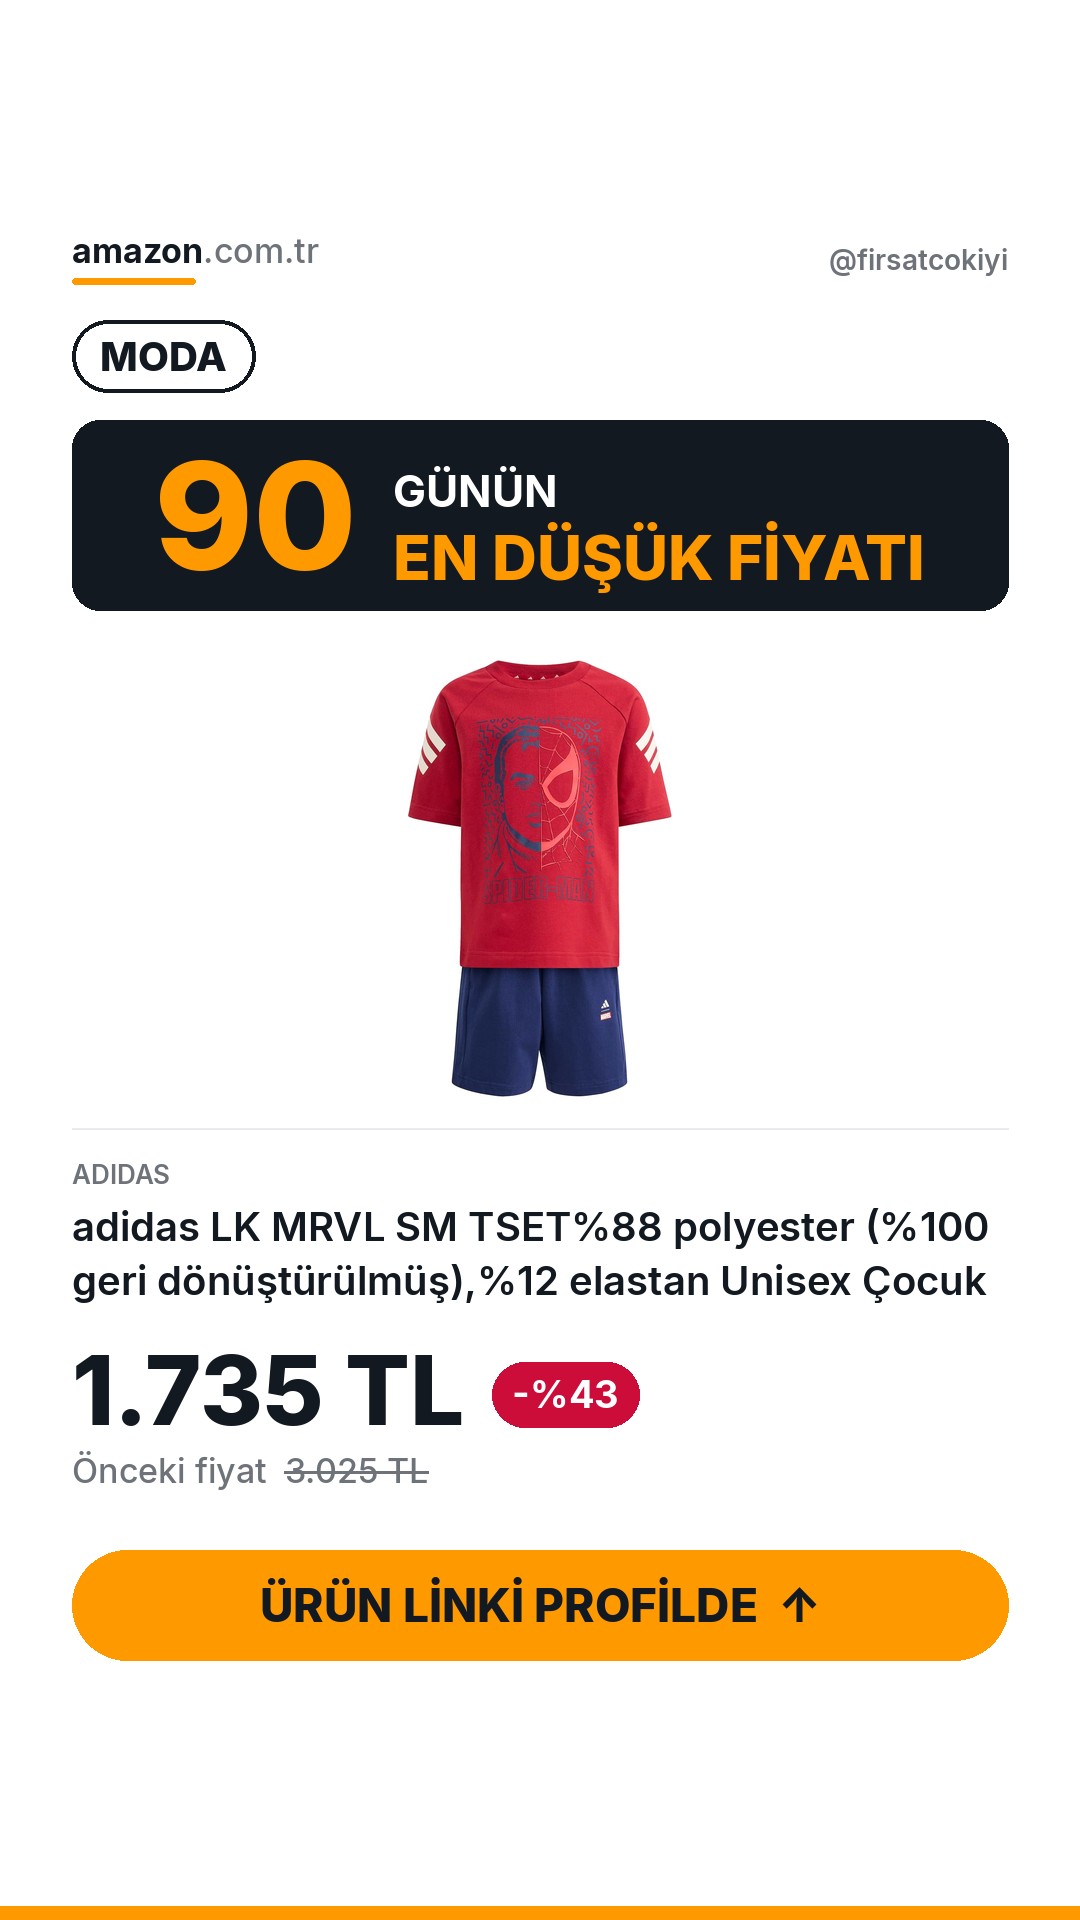 amazon.com.tr
@firsatcokiyi
MODA
90 GÜNÜN
EN DÜŞÜK FİYATI
SPIDER-MAN
ADIDAS
adidas LK MRVL SM TSET%88 polyester (%100
geri dönüştürülmüş),%12 elastan Unisex Çocuk
1.735 TL -%43
Önceki fiyat 3.025 TL
ÜRÜN LİNKİ PROFİLDE ↑